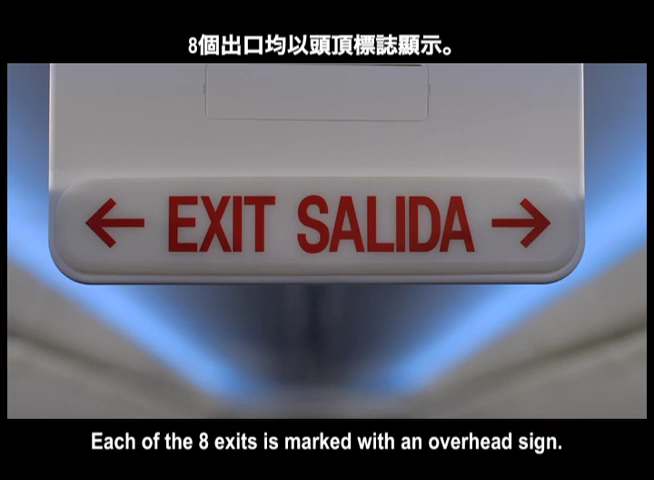 8個出口均以頭頂標誌顯示。
← EXIT SALIDA →
Each of the 8 exits is marked with an overhead sign.